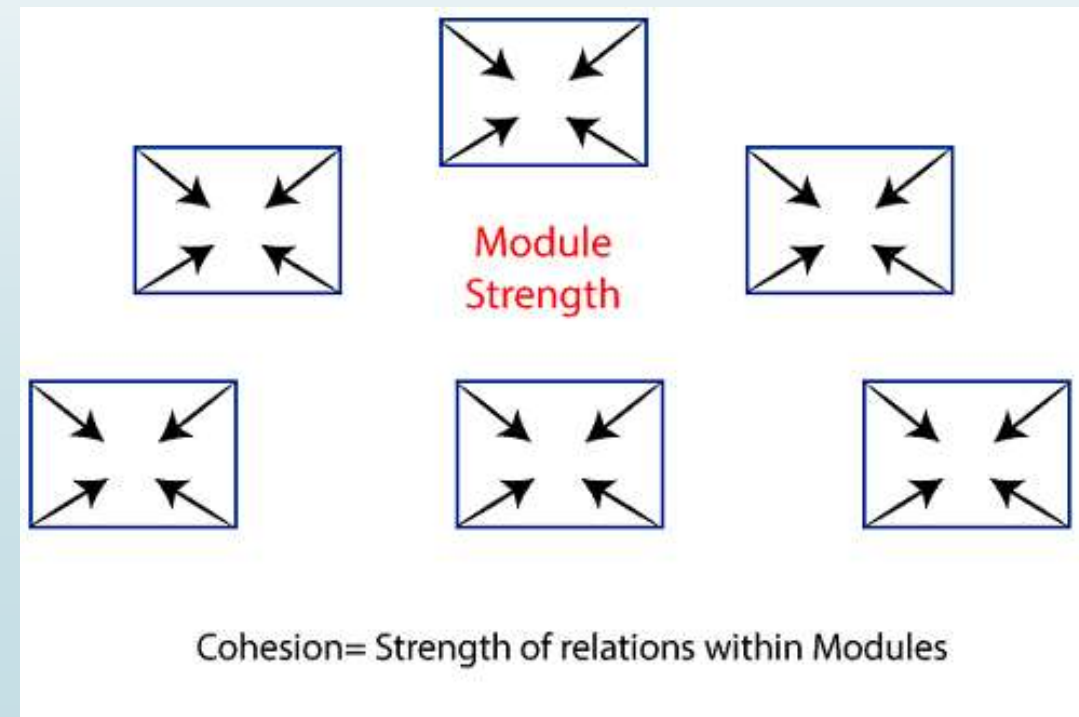 Module
Strength
Cohesion= Strength of relations within Modules